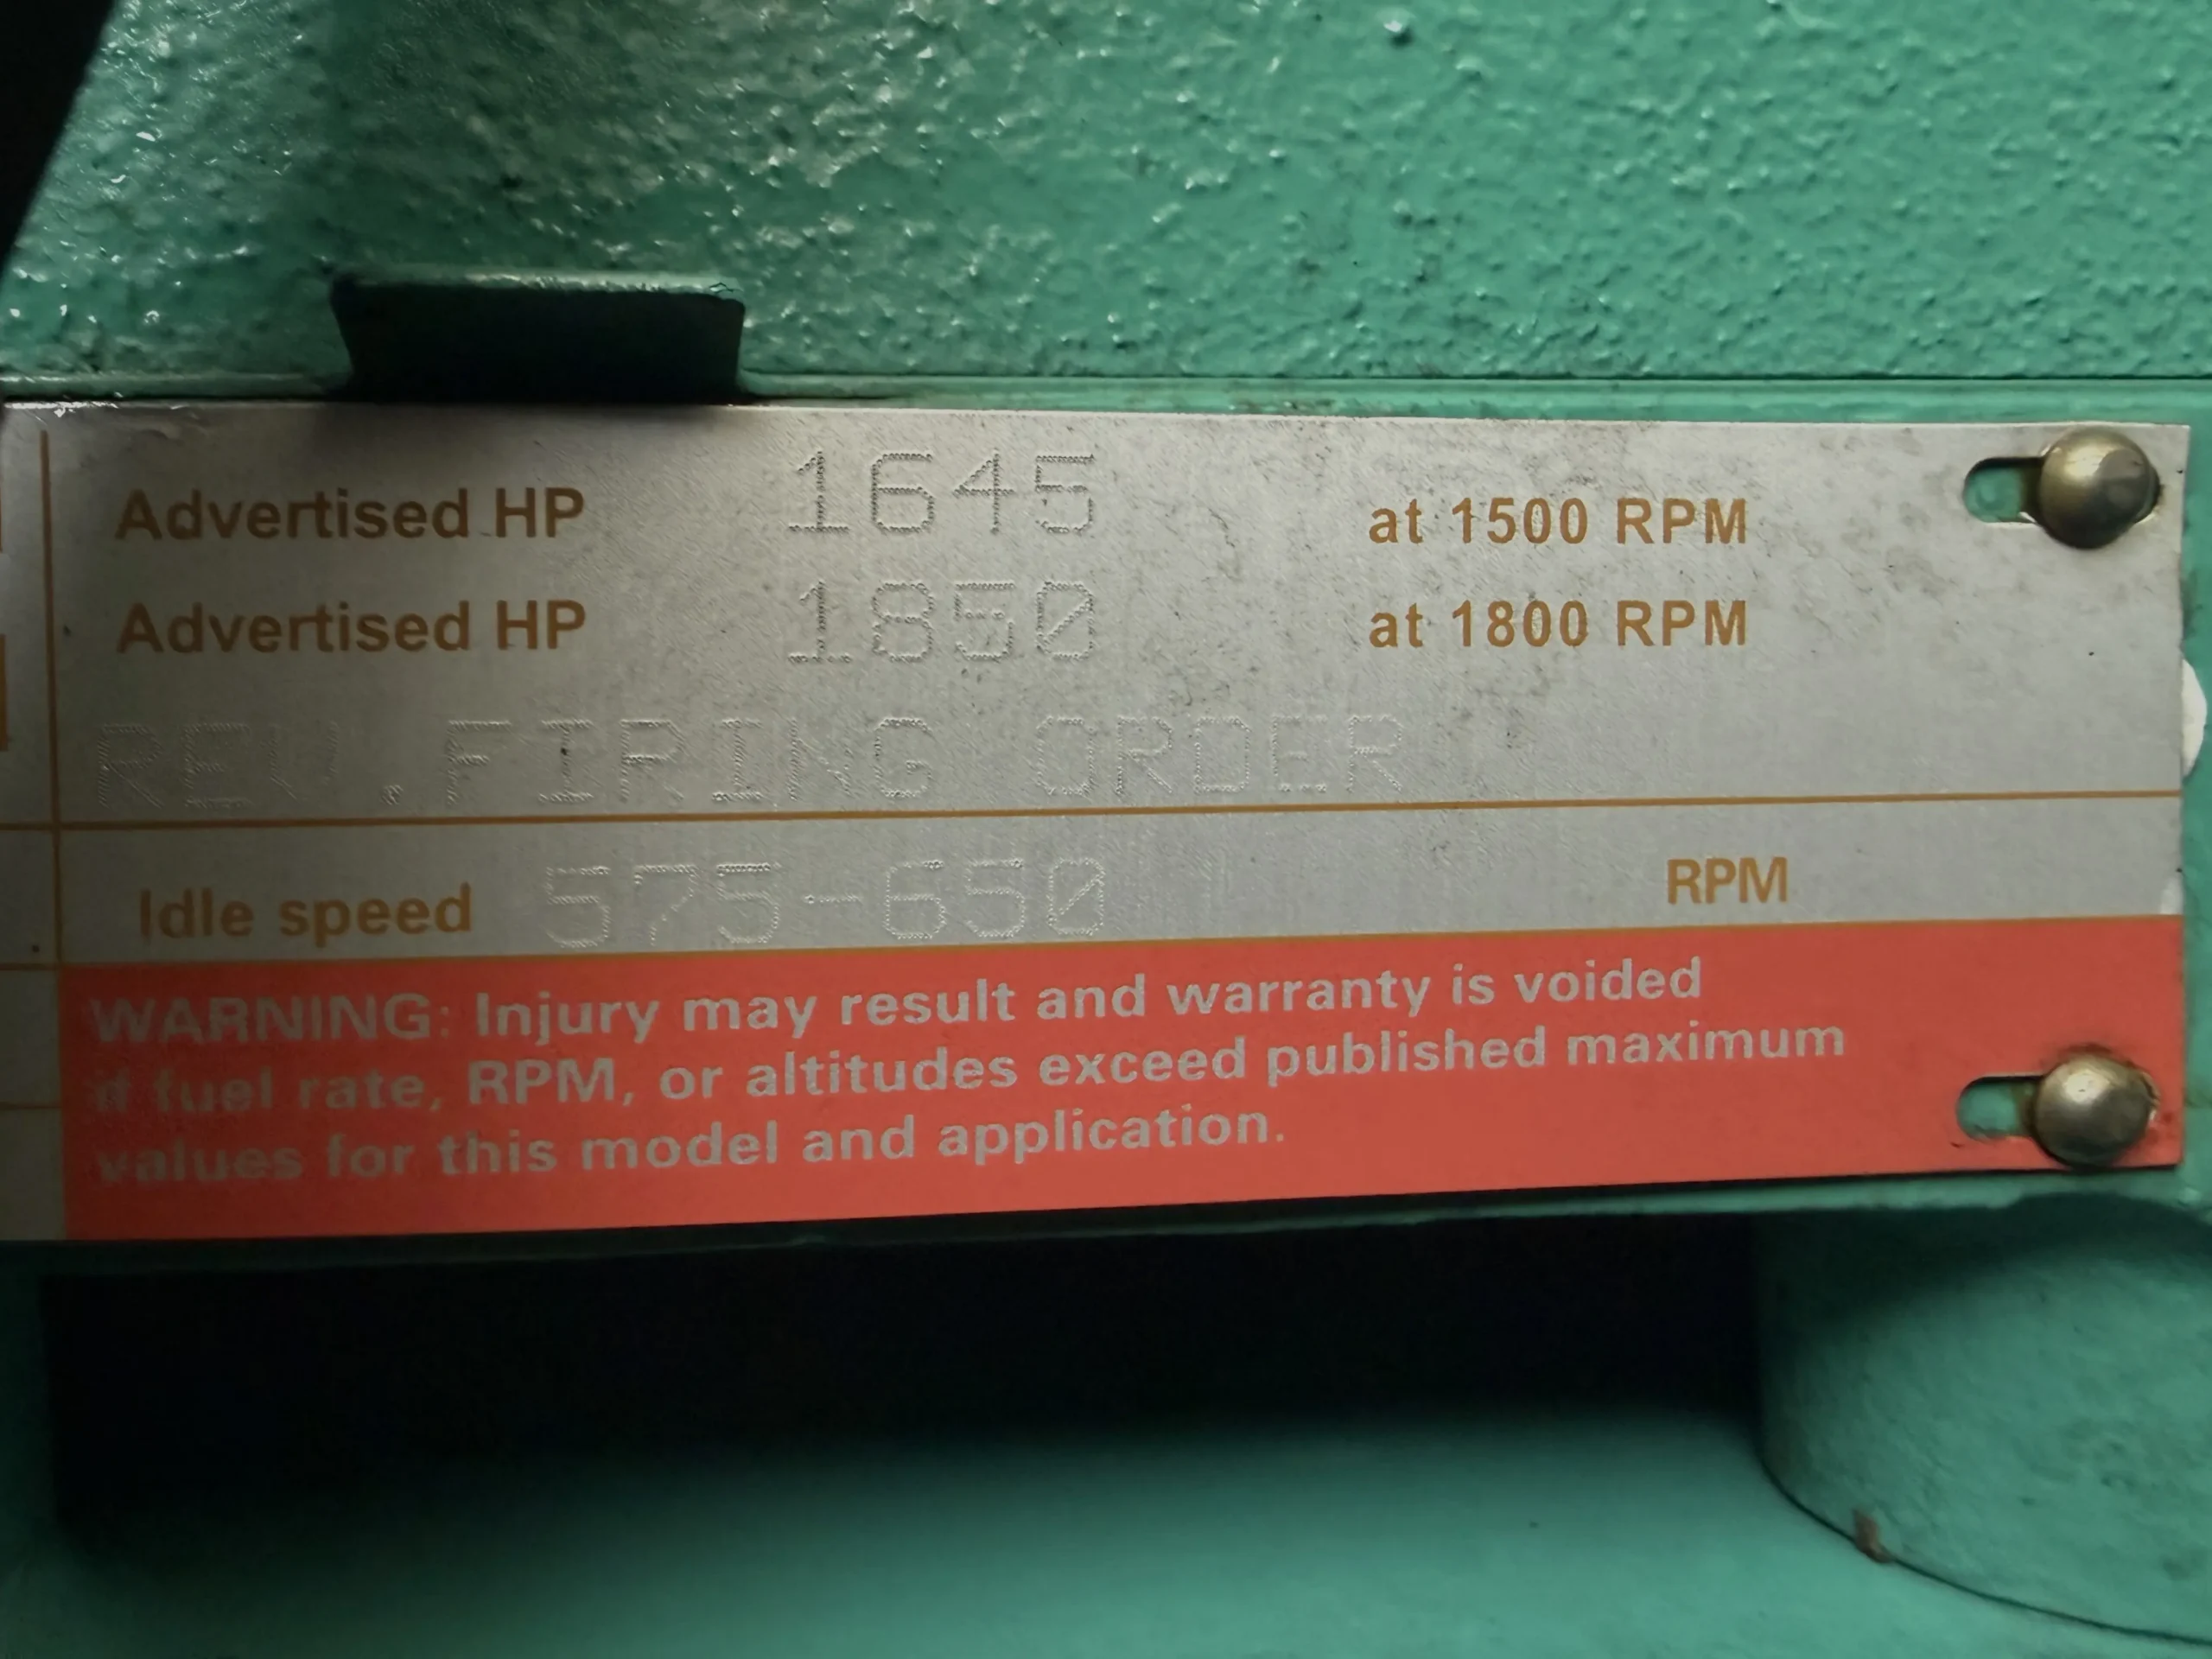 Advertised HP 1645 at 1500 RPM
Advertised HP 1850 at 1800 RPM
REV.FIRING ORDER
Idle speed 575-650 RPM
WARNING: Injury may result and warranty is voided
if fuel rate, RPM, or altitudes exceed published maximum
values for this model and application.